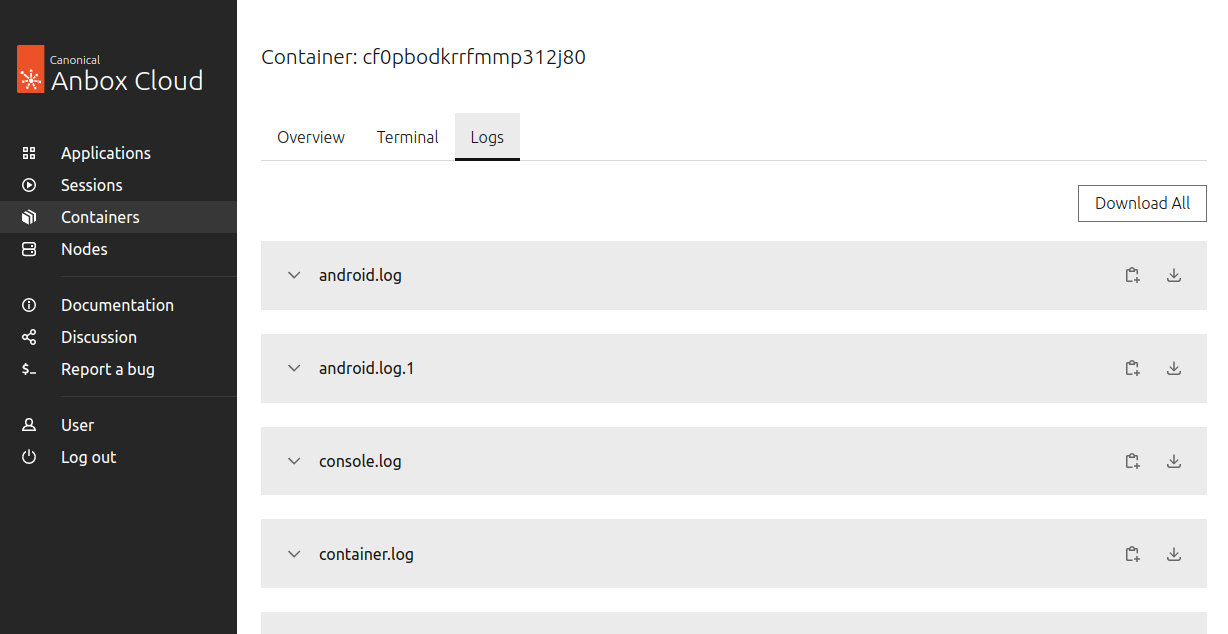 Canonical
Anbox Cloud
Applications
Sessions
Containers
Nodes
Documentation
Discussion
Report a bug
User
Log out
Container: cf0pbodkrrfmmp312j80
Overview Terminal Logs
Download All
android.log
android.log.1
console.log
container.log